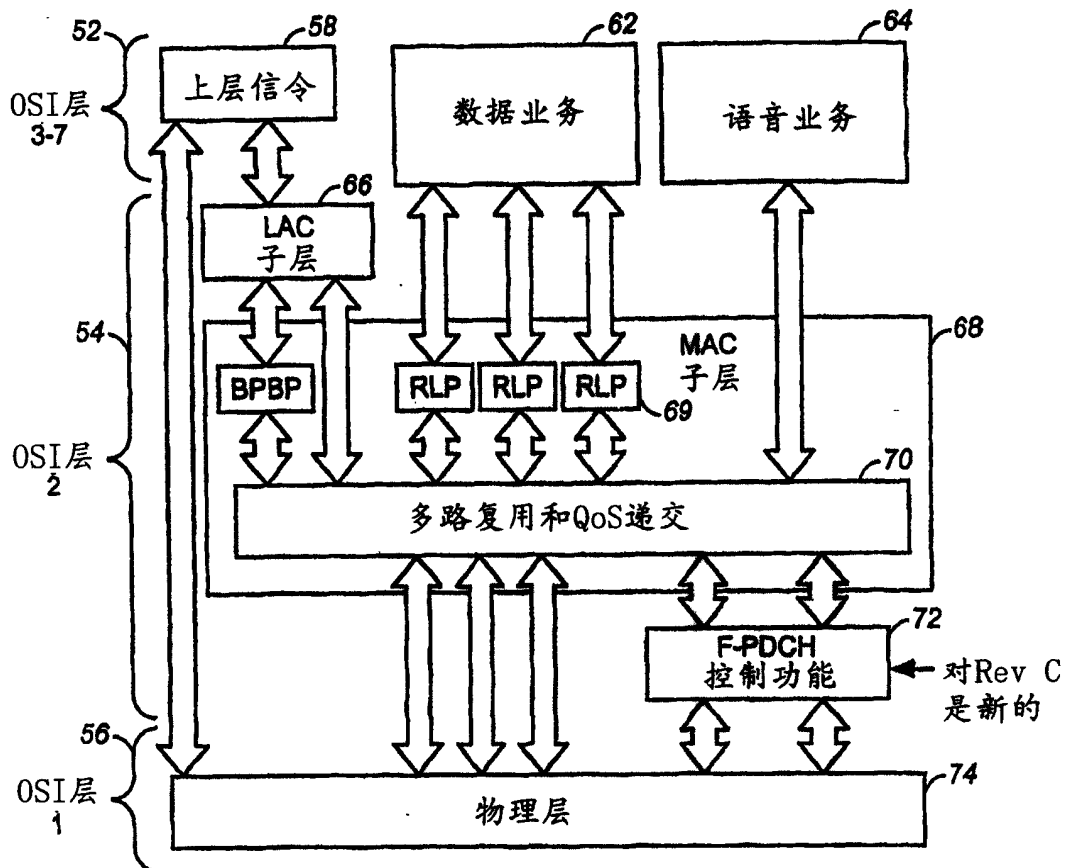 52
58
62
64
上层信令
数据业务
语音业务
OSI层
3-7
66
LAC
子层
54
68
MAC
子层
BPBP
RLP
RLP
RLP
69
OSI层
2
70
多路复用和QoS递交
72
F-PDCH
控制功能
对Rev C
是新的
56
74
OSI层
1
物理层